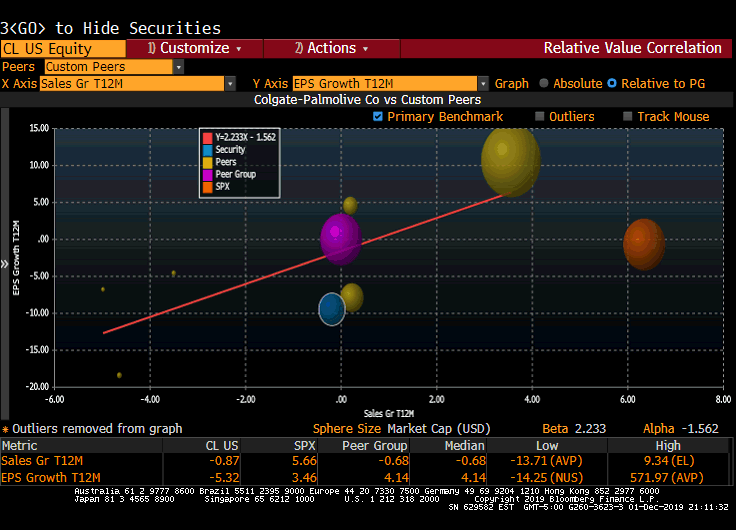 3<GO> to Hide Securities
CL US Equity 1) Customize 2) Actions Relative Value Correlation
Peers Custom Peers
X Axis Sales Gr T12M Y Axis EPS Growth T12M Graph Absolute Relative to PG
Colgate-Palmolive Co vs Custom Peers
Primary Benchmark Outliers Track Mouse
15.00
10.00
5.00
.00
-5.00
-10.00
-15.00
-20.00
EPS Growth T12M
Y=2.233X - 1.562
Security
Peers
Peer Group
SPX
»
-6.00 -4.00 -2.00 .00 2.00 4.00 6.00 8.00
Sales Gr T12M
* Outliers removed from graph Sphere Size Market Cap (USD) Beta 2.233 Alpha -1.562
Metric CL US SPX Peer Group Median Low High
Sales Gr T12M -0.87 5.66 -0.68 -0.68 -13.71 (AVP) 9.34 (EL)
EPS Growth T12M -5.32 3.46 4.14 4.14 -14.25 (NUS) 571.97 (AVP)
Australia 61 2 9777 8600 Brazil 5511 2395 9000 Europe 44 20 7330 7500 Germany 49 69 9204 1210 Hong Kong 852 2977 6000
Japan 81 3 4565 8900 Singapore 65 6212 1000 U.S. 1 212 318 2000 Copyright 2019 Bloomberg Finance L.P.
SN 629582 EST GMT-5:00 G260-3623-3 01-Dec-2019 21:11:32